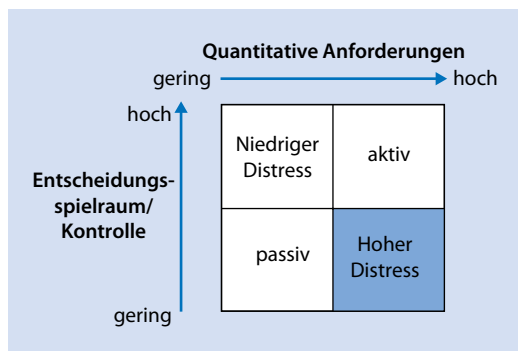 Quantitative Anforderungen
gering
hoch
hoch
Niedriger
Distress
aktiv
Entscheidungs-
spielraum/
Kontrolle
passiv
Hoher
Distress
gering